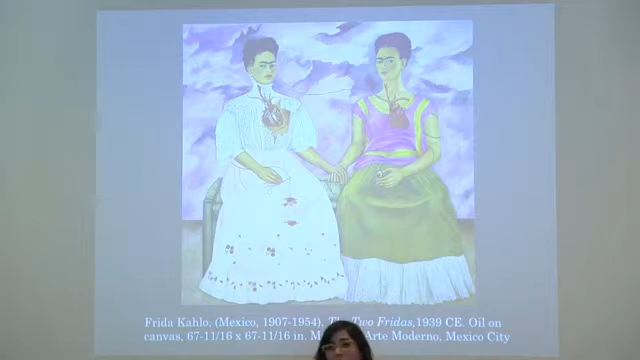 Frida Kahlo, (Mexico, 1907-1954). Two Fridas, 1939 CE. Oil on
canvas, 67-11/16 x 67-11/16 in. Arte Moderno, Mexico City